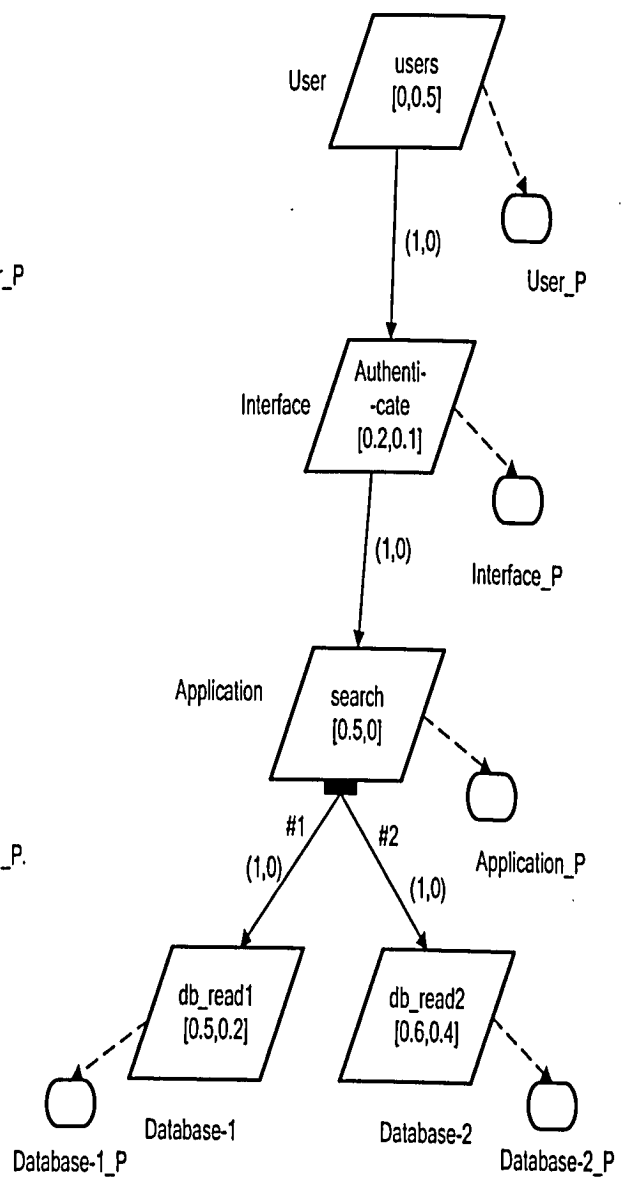 users
User
[0,0.5]
(1,0)
_P
User_P
Authenti-
-cate
Interface
[0.2,0.1]
(1,0)
Interface_P
Application
search
[0.5,0]
#1
#2
_P.
(1,0)
Application_P
(1,0)
db_read1
db_read2
[0.5,0.2]
[0.6,0.4]
Database-1
Database-2
Database-1_P
Database-2_P